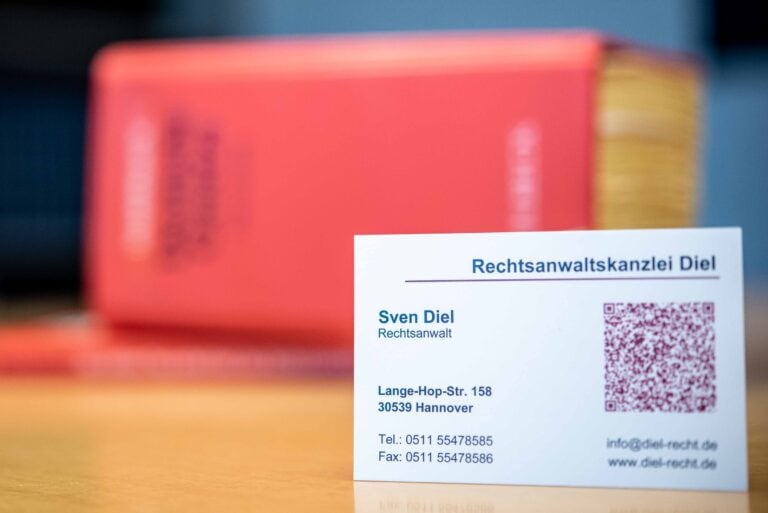 Rechtsanwaltskanzlei Diel
Sven Diel
Rechtsanwalt
Lange-Hop-Str. 158
30539 Hannover
Tel.: 0511 55478585
Fax: 0511 55478586
info@diel-recht.de
www.diel-recht.de